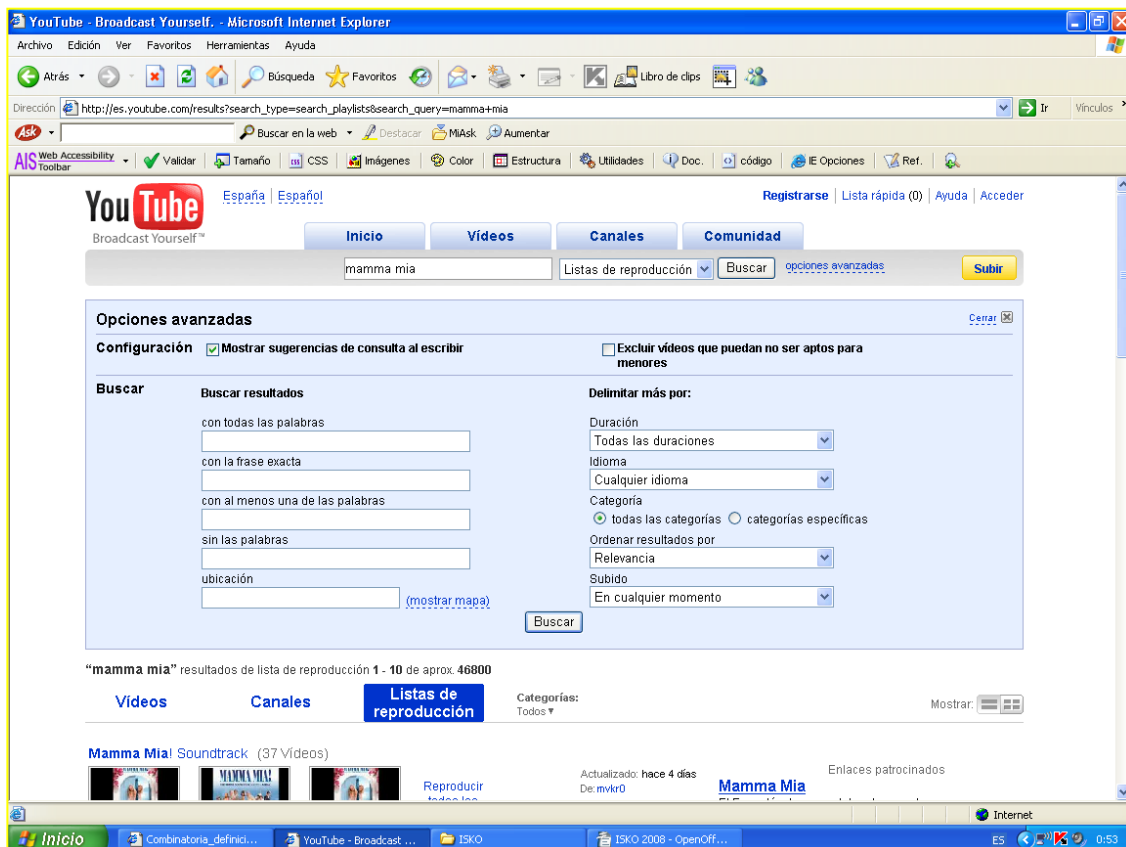 YouTube - Broadcast Yourself. - Microsoft Internet Explorer
Archivo Edición Ver Favoritos Herramientas Ayuda
Atrás Búsqueda Favoritos Libro de clips
Dirección http://es.youtube.com/results?search_type=search_playlists&search_query=mamma+mia Ir Vínculos
Ask Buscar en la web Destacar MiAsk Aumentar
AIS Web Accessibility Toolbar Validar Tamaño CSS Imágenes Color Estructura Utilidades Doc. código IE Opciones Ref.
YouTube España Español Registrarse Lista rápida (0) Ayuda Acceder
Broadcast Yourself™ Inicio Vídeos Canales Comunidad
mamma mia Listas de reproducción Buscar opciones avanzadas Subir
Opciones avanzadas Cerrar
Configuración Mostrar sugerencias de consulta al escribir Excluir vídeos que puedan no ser aptos para
menores
Buscar Buscar resultados Delimitar más por:
con todas las palabras Duración
Todas las duraciones
con la frase exacta Idioma
Cualquier idioma
con al menos una de las palabras Categoría
todas las categorías categorías específicas
sin las palabras Ordenar resultados por
Relevancia
ubicación Subido
(mostrar mapa) En cualquier momento
Buscar
“mamma mia” resultados de lista de reproducción 1 - 10 de aprox. 46800
Vídeos Canales Listas de reproducción Categorías: Todos Mostrar:
Mamma Mia! Soundtrack (37 Vídeos)
MAMMA MIA!
Reproducir
Actualizado: hace 4 días
De: mvkr0
Enlaces patrocinados
Mamma Mia
Internet
Inicio Combinatoria_definici... YouTube - Broadcast ... ISKO ISKO 2008 - OpenOff... ES 0:53